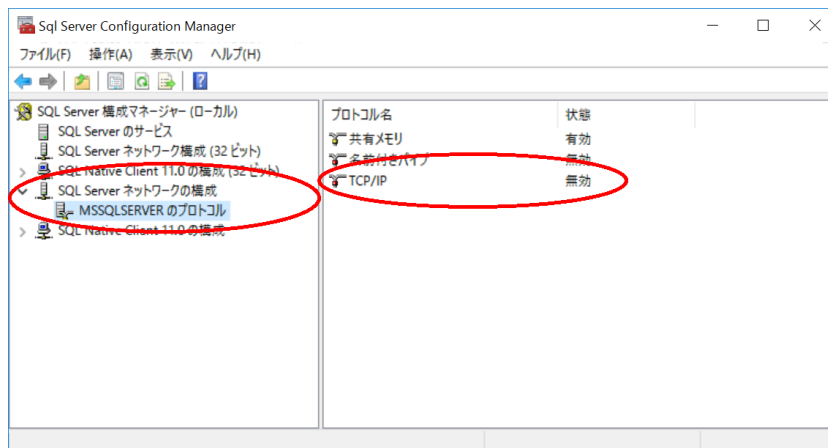 Sql Server Configuration Manager
ファイル(F) 操作(A) 表示(V) ヘルプ(H)
SQL Server 構成マネージャー (ローカル)
SQL Server のサービス
SQL Server ネットワーク構成 (32 ビット)
SQL Native Client 11.0 の構成 (32 ビット)
SQL Server ネットワークの構成
MSSQLSERVER のプロトコル
SQL Native Client 11.0 の構成
プロトコル名 状態
共有メモリ 有効
名前付きパイプ 無効
TCP/IP 無効